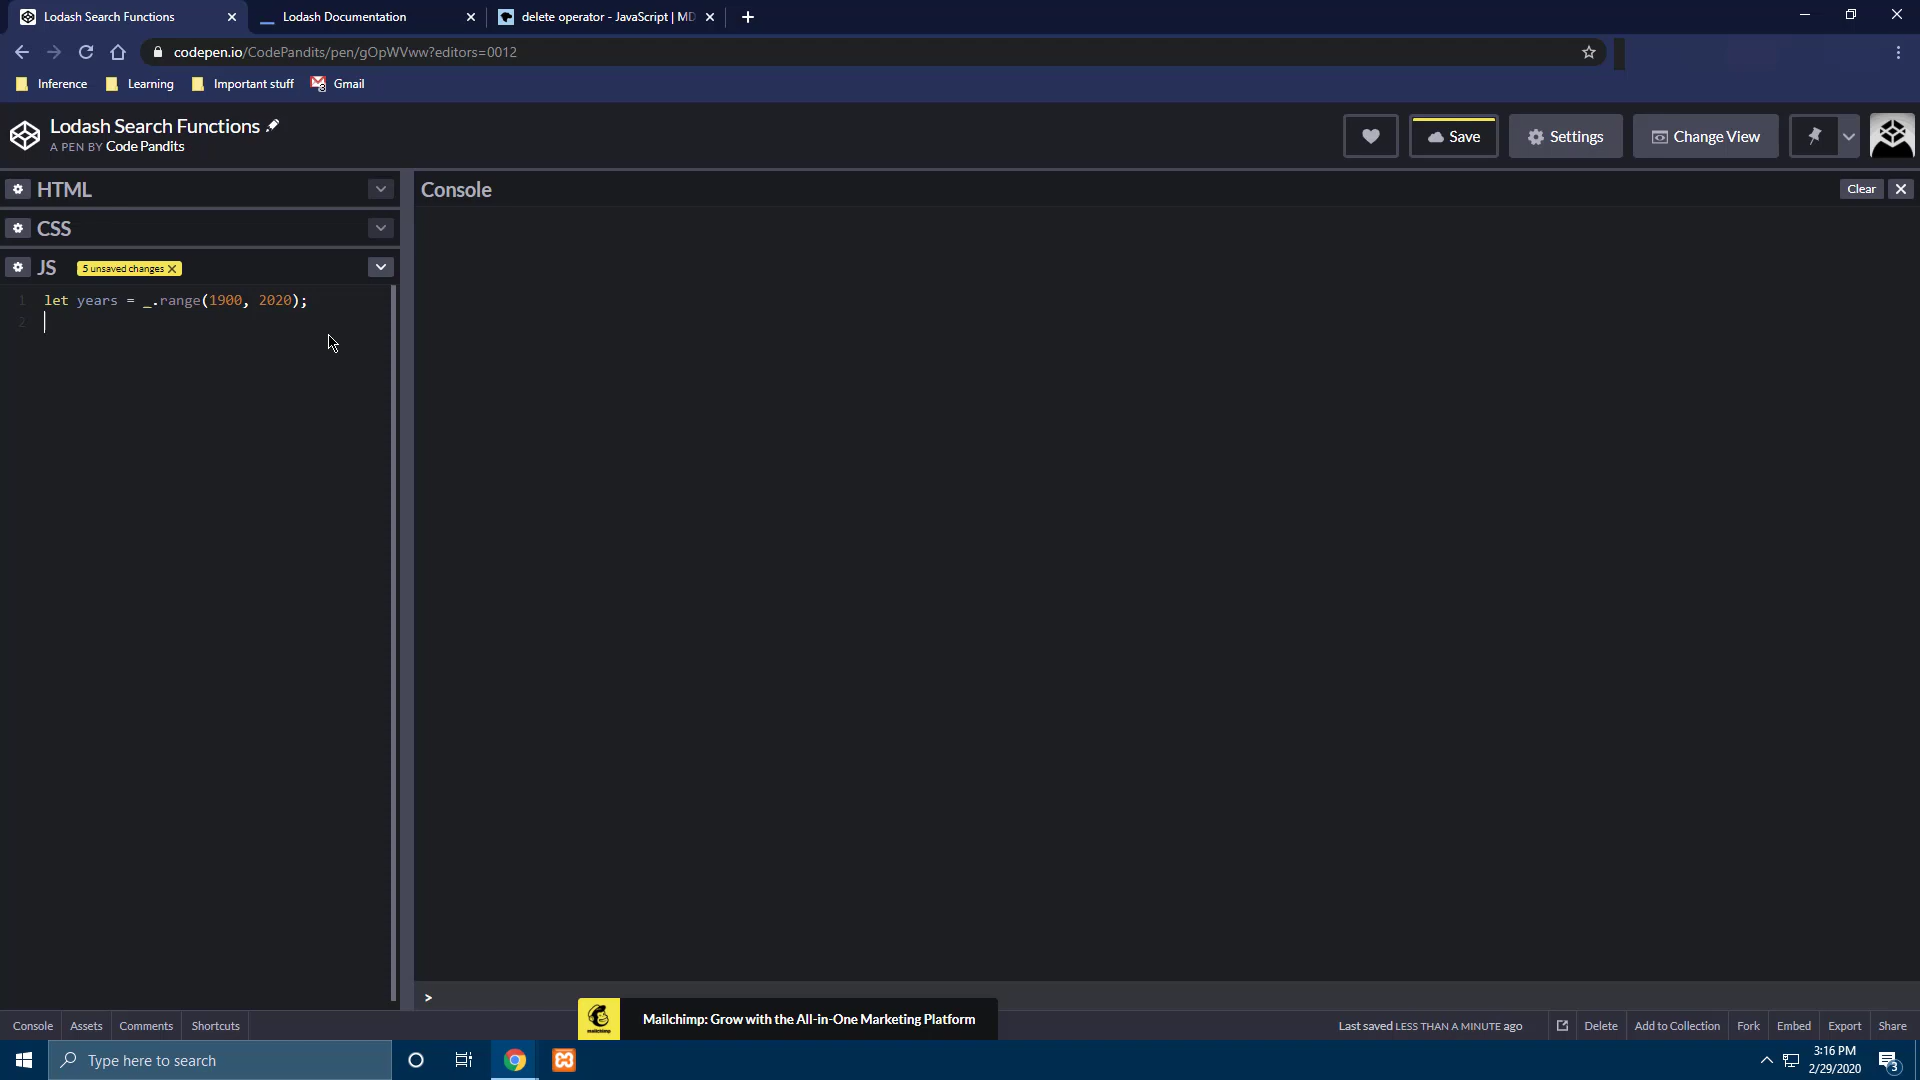 Lodash Search Functions
Lodash Documentation
delete operator - JavaScript | MD
codepen.io/CodePandits/pen/gOpWVww?editors=0012
Inference
Learning
Important stuff
Gmail
Lodash Search Functions
A PEN BY Code Pandits
Save
Settings
Change View
HTML
CSS
JS
5 unsaved changes
Console
Clear
1 let years = _.range(1900, 2020);
2
>
Console
Assets
Comments
Shortcuts
mailchimp
Mailchimp: Grow with the All-in-One Marketing Platform
Last saved LESS THAN A MINUTE ago
Delete
Add to Collection
Fork
Embed
Export
Share
Type here to search
3:16 PM
2/29/2020
3